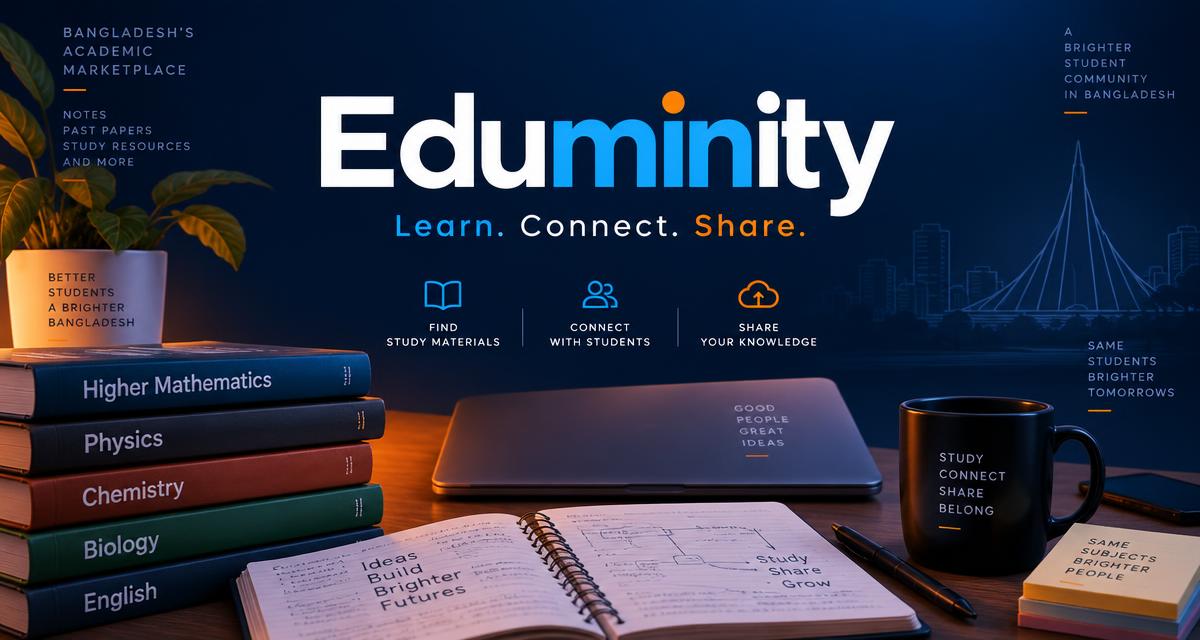 BANGLADESH'S
ACADEMIC
MARKETPLACE
NOTES
PAST PAPERS
STUDY RESOURCES
AND MORE
A
BRIGHTER
STUDENT
COMMUNITY
IN BANGLADESH
Eduminity
Learn. Connect. Share.
FIND
STUDY MATERIALS
CONNECT
WITH STUDENTS
SHARE
YOUR KNOWLEDGE
BETTER
STUDENTS
A BRIGHTER
BANGLADESH
SAME
STUDENTS
BRIGHTER
TOMORROWS
Higher Mathematics
Physics
Chemistry
Biology
English
GOOD
PEOPLE
GREAT
IDEAS
STUDY
CONNECT
SHARE
BELONG
Ideas
Build
Brighter
Futures
Study
Share
Grow
SAME
SUBJECTS
BRIGHTER
PEOPLE